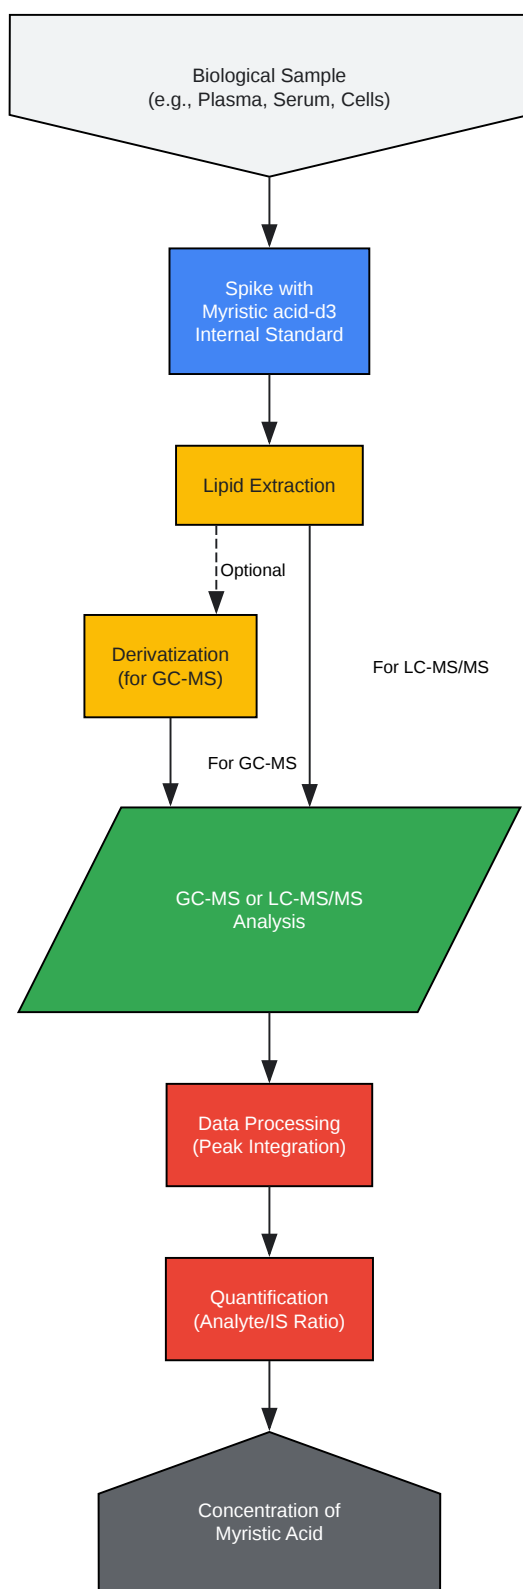 Biological Sample
(e.g., Plasma, Serum, Cells)
Spike with
Myristic acid-d3
Internal Standard
Lipid Extraction
Optional
Derivatization
(for GC-MS)
For LC-MS/MS
For GC-MS
GC-MS or LC-MS/MS
Analysis
Data Processing
(Peak Integration)
Quantification
(Analyte/IS Ratio)
Concentration of
Myristic Acid